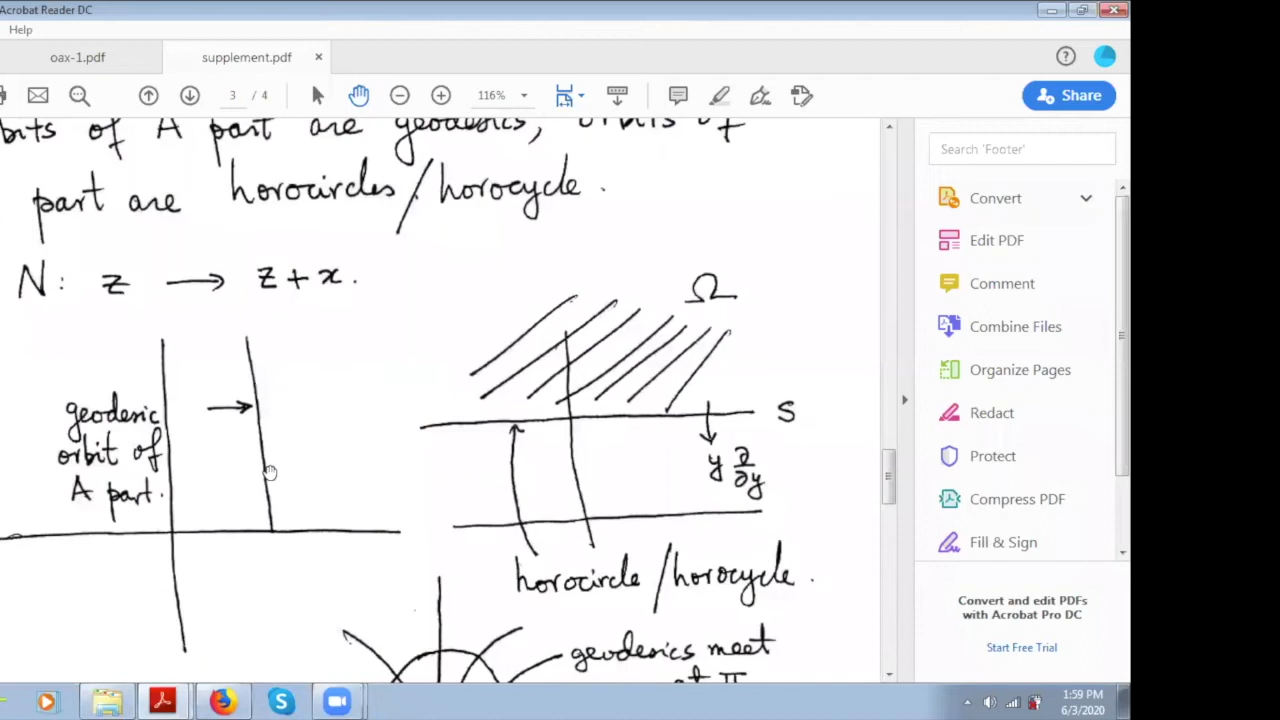 Acrobat Reader DC
Help
oax-1.pdf
supplement.pdf ×
3 / 4
116%
Share
bits of A part are geodesics, orbits of
part are horocircles/horocycle.
N: z → z + x.
Ω
geodesic
orbit of
A part.
S
y ∂/∂y
horocircle/horocycle.
geodesics meet
at π
Search 'Footer'
Convert
Edit PDF
Comment
Combine Files
Organize Pages
Redact
Protect
Compress PDF
Fill & Sign
Convert and edit PDFs
with Acrobat Pro DC
Start Free Trial
1:59 PM
6/3/2020